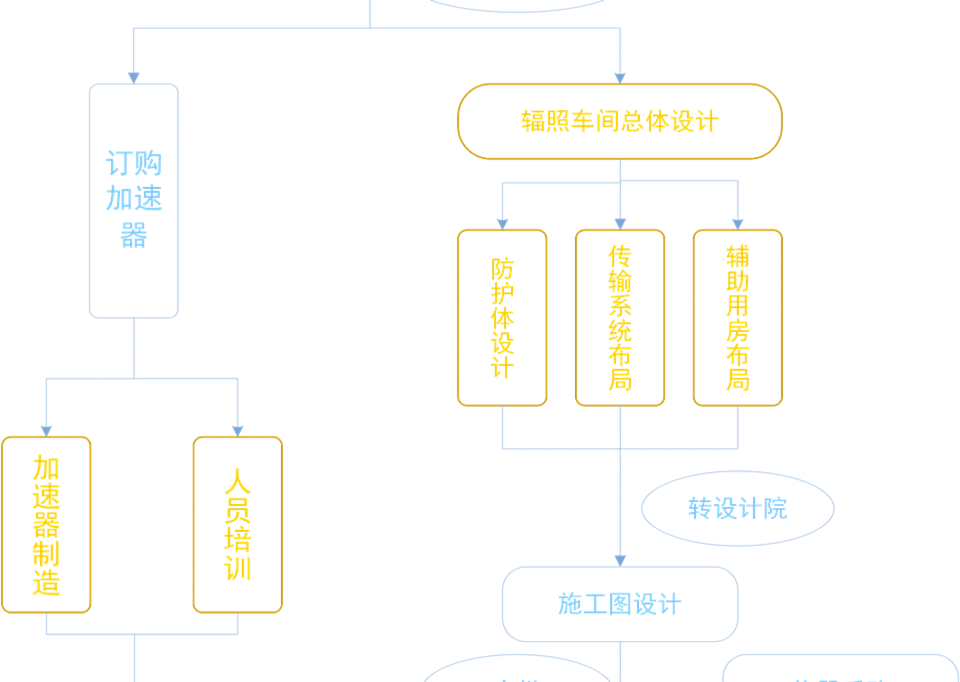 辐照车间总体设计
订购
加速
器
防护体设计
传输系统布局
辅助用房布局
加速器制造
人员培训
转设计院
施工图设计